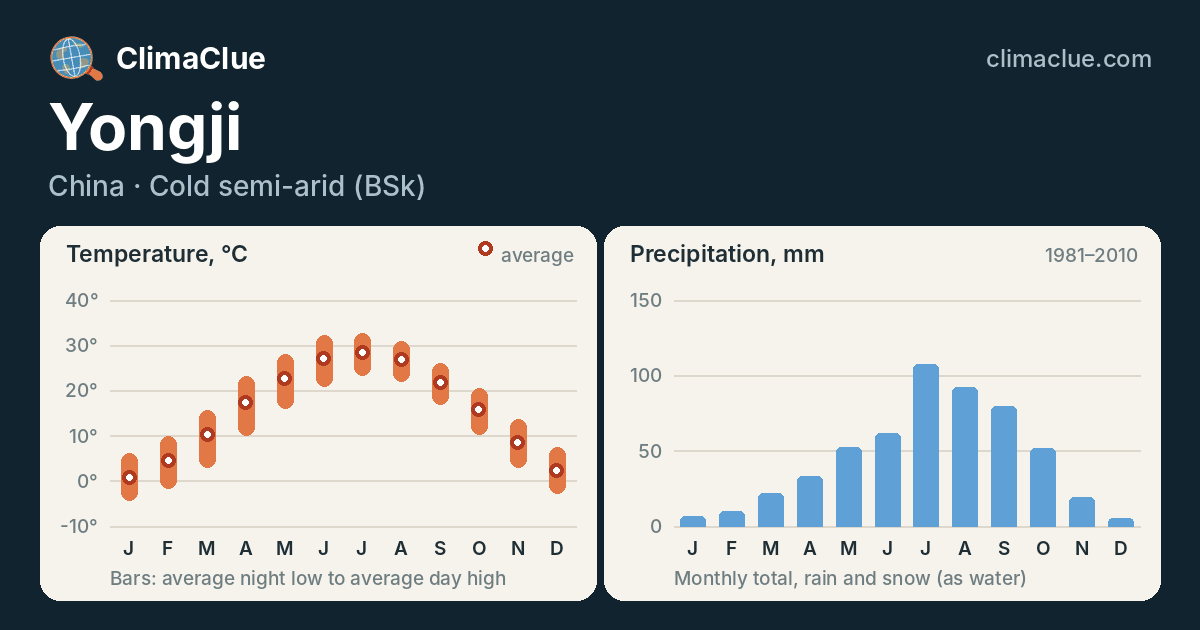 ClimaClue
climaclue.com
Yongji
China · Cold semi-arid (BSk)
Temperature, °C
average
40°
30°
20°
10°
0°
-10°
J F M A M J J A S O N D
Bars: average night low to average day high
Precipitation, mm
1981–2010
150
100
50
0
J F M A M J J A S O N D
Monthly total, rain and snow (as water)